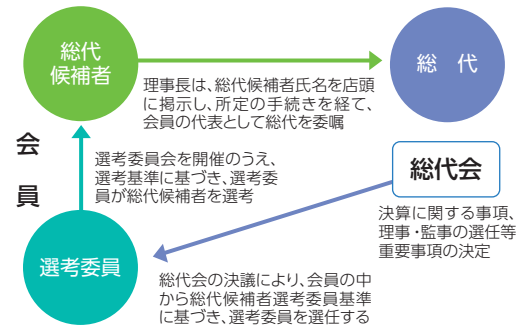 総代
候補者
総 代
理事長は、総代候補者氏名を店頭
に掲示し、所定の手続きを経て、
会員の代表として総代を委嘱
会
員
選考委員会を開催のうえ、
選考基準に基づき、選考委
員が総代候補者を選考
総代会
決算に関する事項、
理事・監事の選任等
重要事項の決定
選考委員
総代会の決議により、会員の中
から総代候補者選考委員基準
に基づき、選考委員を選任する